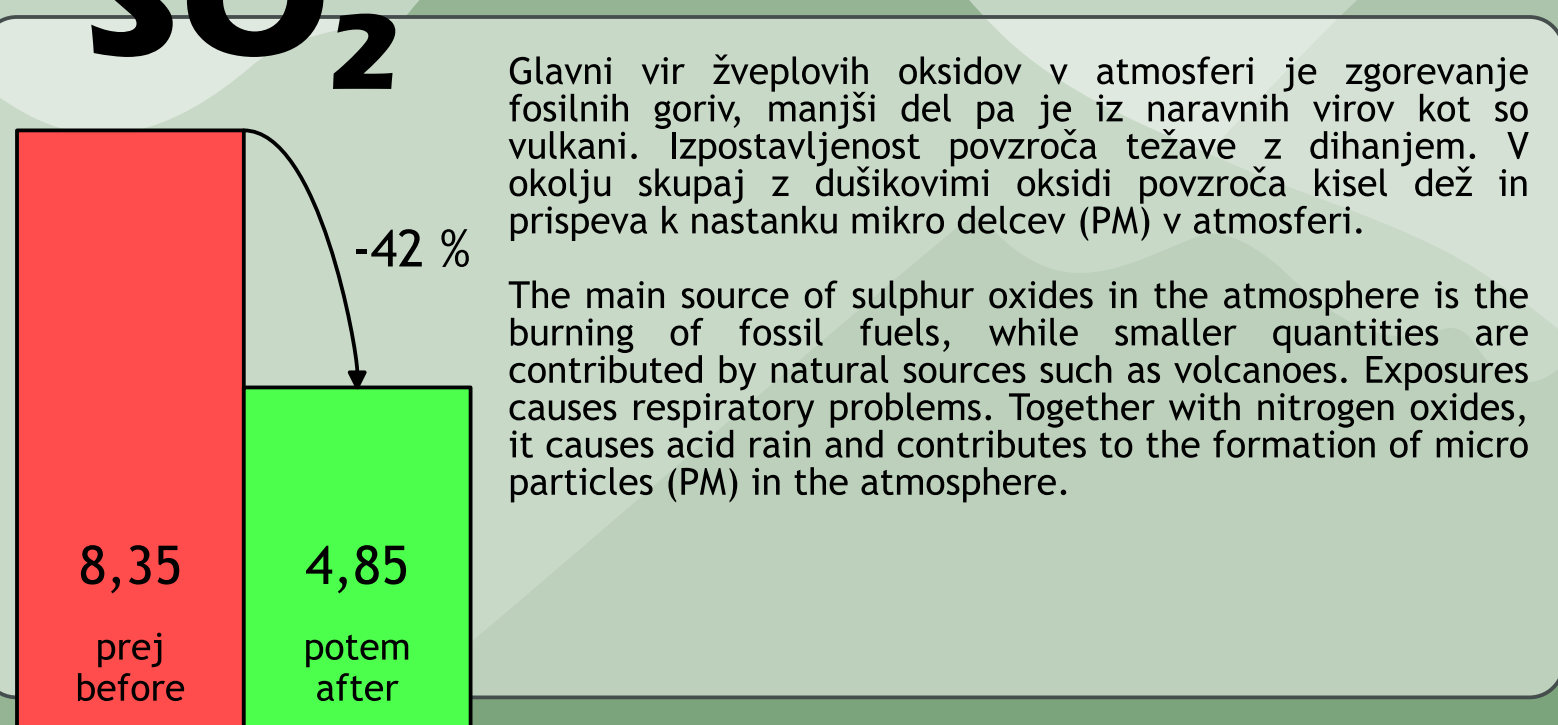 SO₂
Glavni vir žveplovih oksidov v atmosferi je zgorevanje
fosilnih goriv, manjši del pa je iz naravnih virov kot so
vulkani. Izpostavljenost povzroča težave z dihanjem. V
okolju skupaj z dušikovimi oksidi povzroča kisel dež in
prispeva k nastanku mikro delcev (PM) v atmosferi.
The main source of sulphur oxides in the atmosphere is the
burning of fossil fuels, while smaller quantities are
contributed by natural sources such as volcanoes. Exposures
causes respiratory problems. Together with nitrogen oxides,
it causes acid rain and contributes to the formation of micro
particles (PM) in the atmosphere.
-42 %
8,35
prej
before
4,85
potem
after